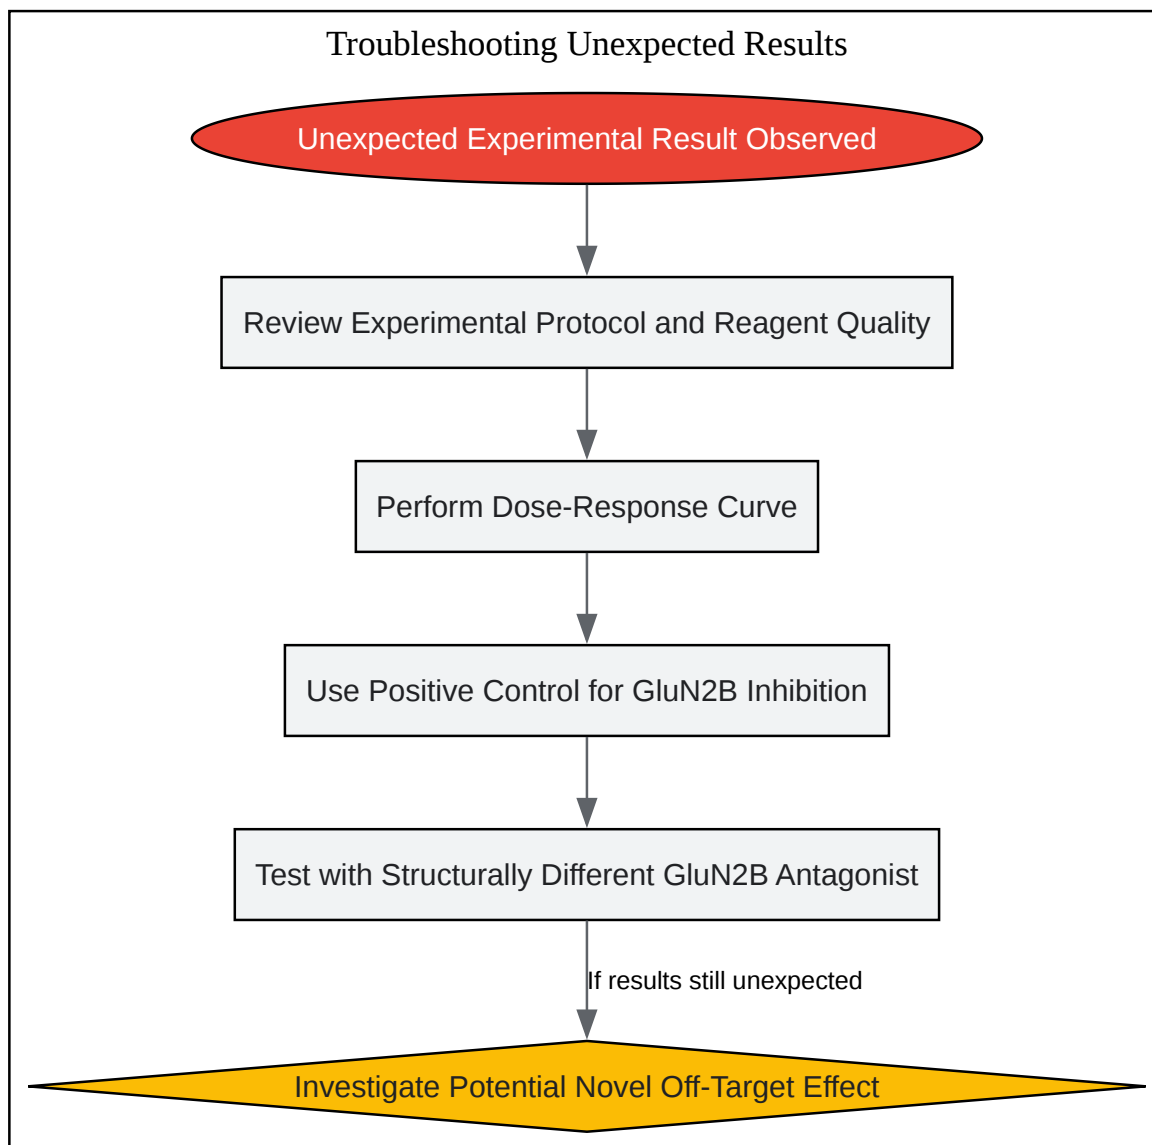 Troubleshooting Unexpected Results
Unexpected Experimental Result Observed
Review Experimental Protocol and Reagent Quality
Perform Dose-Response Curve
Use Positive Control for GluN2B Inhibition
Test with Structurally Different GluN2B Antagonist
If results still unexpected
Investigate Potential Novel Off-Target Effect